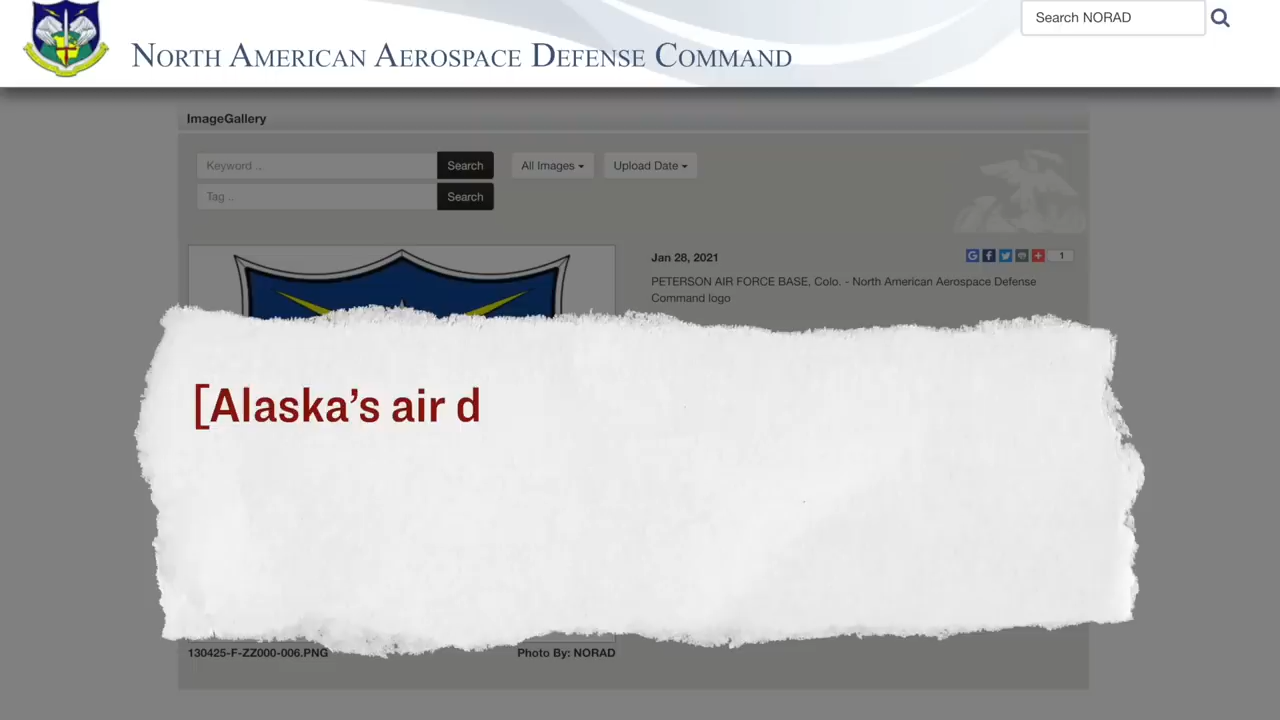 Search NORAD
NORTH AMERICAN AEROSPACE DEFENSE COMMAND
ImageGallery
Keyword ..
Search
All Images
Upload Date
Tag ..
Search
Jan 28, 2021
1
PETERSON AIR FORCE BASE, Colo. - North American Aerospace Defense
Command logo
[Alaska’s air d
130425-F-ZZ000-006.PNG
Photo By: NORAD